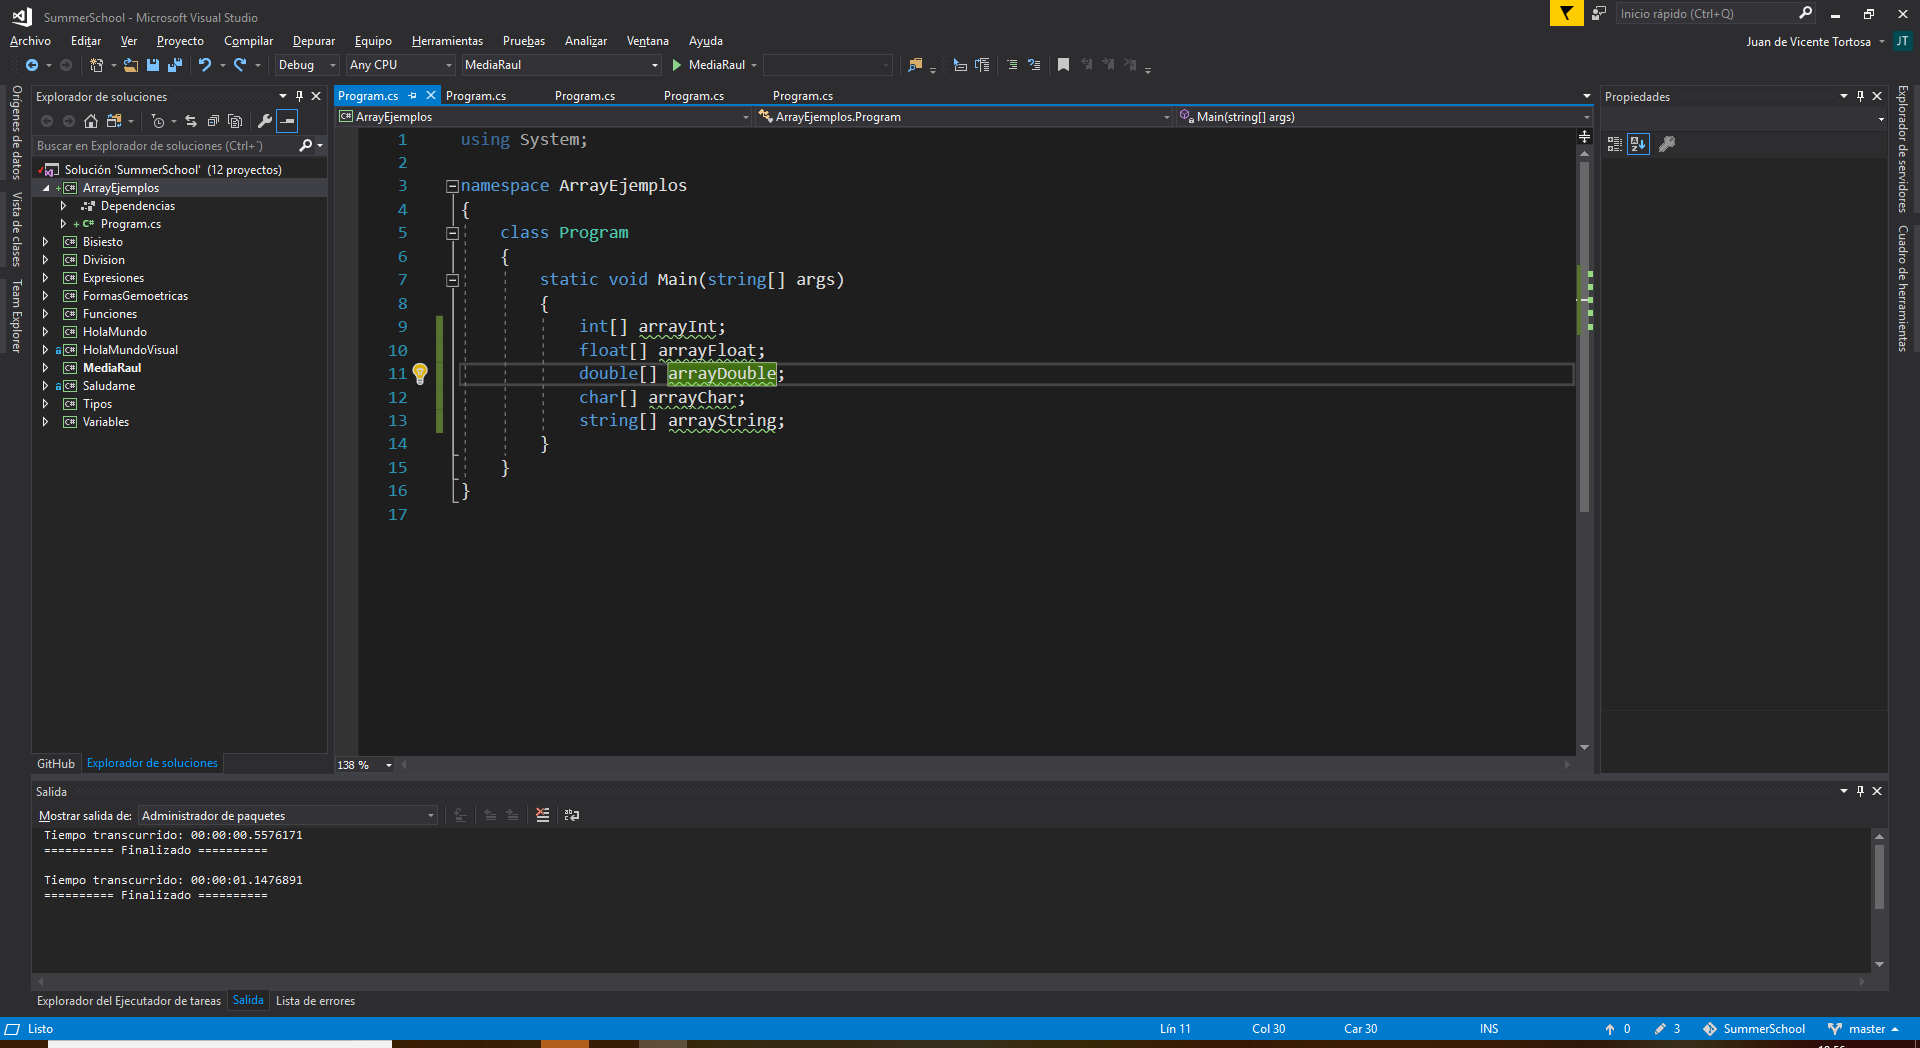 SummerSchool - Microsoft Visual Studio
Inicio rápido (Ctrl+Q)
Archivo Editar Ver Proyecto Compilar Depurar Equipo Herramientas Pruebas Analizar Ventana Ayuda
Juan de Vicente Tortosa JT
Debug Any CPU MediaRaul MediaRaul
Orígenes de datos
Vista de clases
Team Explorer
Explorador de soluciones
Buscar en Explorador de soluciones (Ctrl+´)
Solución 'SummerSchool' (12 proyectos)
ArrayEjemplos
Dependencias
Program.cs
Bisiesto
Division
Expresiones
FormasGemoetricas
Funciones
HolaMundo
HolaMundoVisual
MediaRaul
Saludame
Tipos
Variables
GitHub Explorador de soluciones
Program.cs Program.cs Program.cs Program.cs Program.cs
ArrayEjemplos ArrayEjemplos.Program Main(string[] args)
1 using System;
2
3 namespace ArrayEjemplos
4 {
5 class Program
6 {
7 static void Main(string[] args)
8 {
9 int[] arrayInt;
10 float[] arrayFloat;
11 double[] arrayDouble;
12 char[] arrayChar;
13 string[] arrayString;
14 }
15 }
16 }
17
138 %
Propiedades
Explorador de servidores
Cuadro de herramientas
Salida
Mostrar salida de: Administrador de paquetes
Tiempo transcurrido: 00:00:00.5576171
========== Finalizado ==========
Tiempo transcurrido: 00:00:01.1476891
========== Finalizado ==========
Explorador del Ejecutador de tareas Salida Lista de errores
Listo Lín 11 Col 30 Car 30 INS 0 3 SummerSchool master